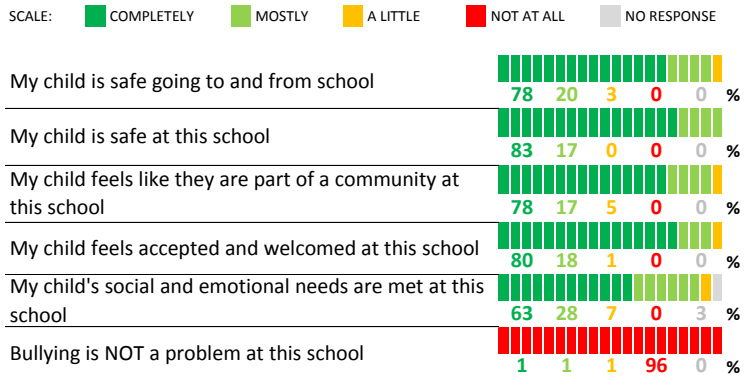 SCALE: COMPLETELY MOSTLY A LITTLE NOT AT ALL NO RESPONSE
My child is safe going to and from school
78 20 3 0 0 %
My child is safe at this school
83 17 0 0 0 %
My child feels like they are part of a community at
this school
78 17 5 0 0 %
My child feels accepted and welcomed at this school
80 18 1 0 0 %
My child's social and emotional needs are met at this
school
63 28 7 0 3 %
Bullying is NOT a problem at this school
1 1 1 96 0 %